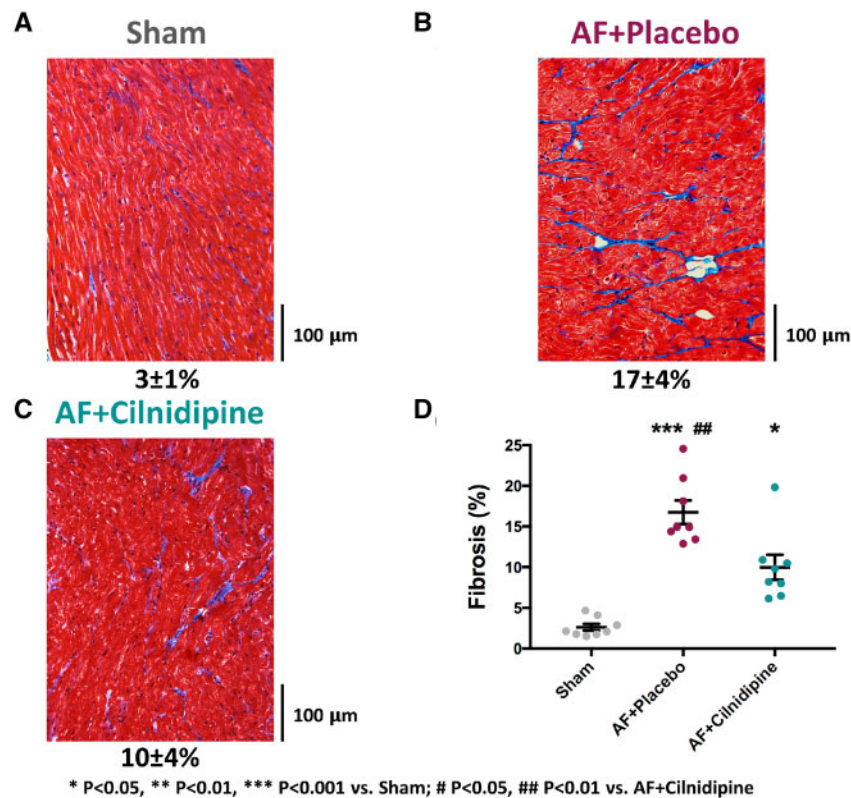 A
Sham
100 µm
3±1%
B
AF+Placebo
100 µm
17±4%
C
AF+Cilnidipine
100 µm
10±4%
D
*** ##
*
Fibrosis (%)
25
20
15
10
5
0
Sham
AF+Placebo
AF+Cilnidipine
* P<0.05, ** P<0.01, *** P<0.001 vs. Sham; # P<0.05, ## P<0.01 vs. AF+Cilnidipine